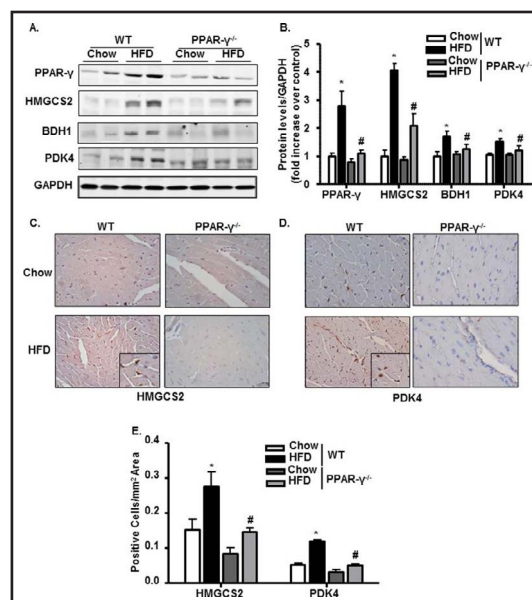 A.
WT PPAR-γ-/-
Chow HFD Chow HFD
PPAR-γ
HMGCS2
BDH1
PDK4
GAPDH
B.
Chow
HFD
WT
Chow
HFD
PPAR-γ-/-
Protein levels/GAPDH
(fold increase over control)
5
4
3
2
1
0
* * * *
# # # #
PPAR-γ HMGCS2 BDH1 PDK4
C.
WT PPAR-γ-/-
Chow
HFD
HMGCS2
D.
WT PPAR-γ-/-
PDK4
E.
Chow
HFD
WT
Chow
HFD
PPAR-γ-/-
Positive Cells/mm2 Area
0.4
0.3
0.2
0.1
0.0
* *
# #
HMGCS2 PDK4